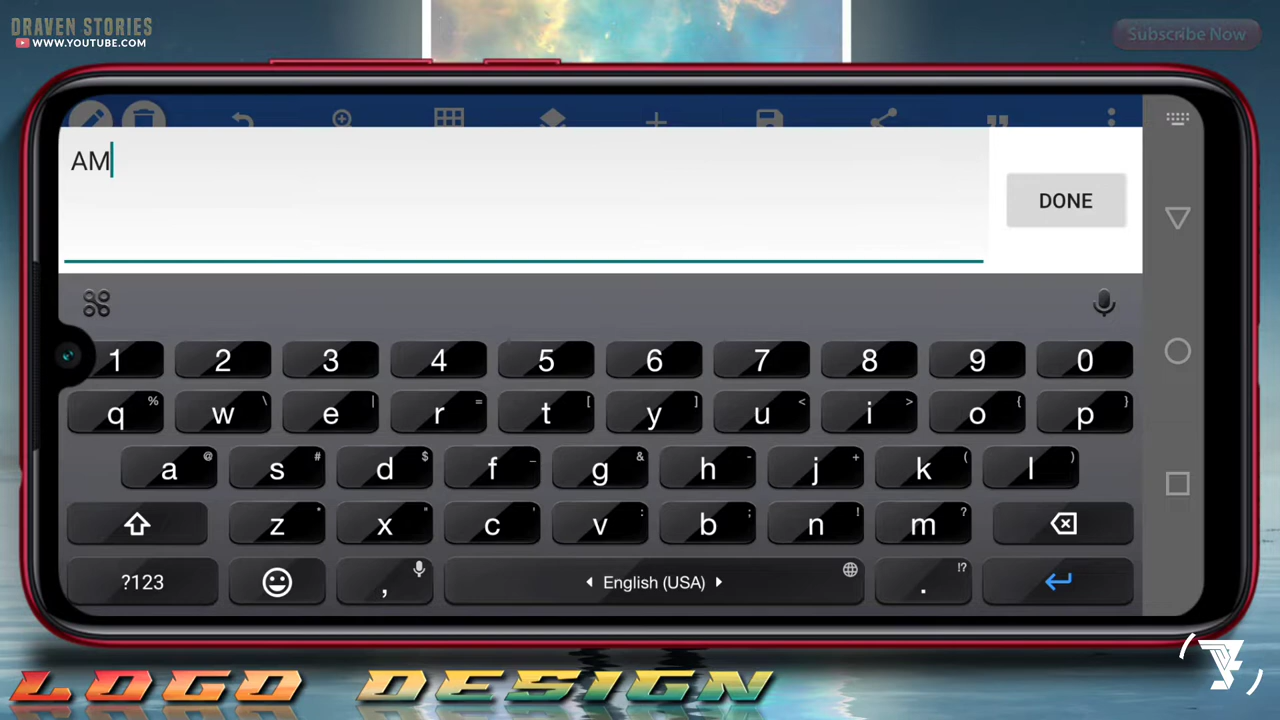 DRAVEN STORIES
WWW.YOUTUBE.COM
Subscribe Now
AM
DONE
1 2 3 4 5 6 7 8 9 0
q % w \ e | r = t [ y ] u < i > o { p }
a @ s # d $ f _ g & h - j + k ( l )
z * x " c ' v : b ; n ! m ?
?123 , English (USA) . !?
LOGO DESIGN